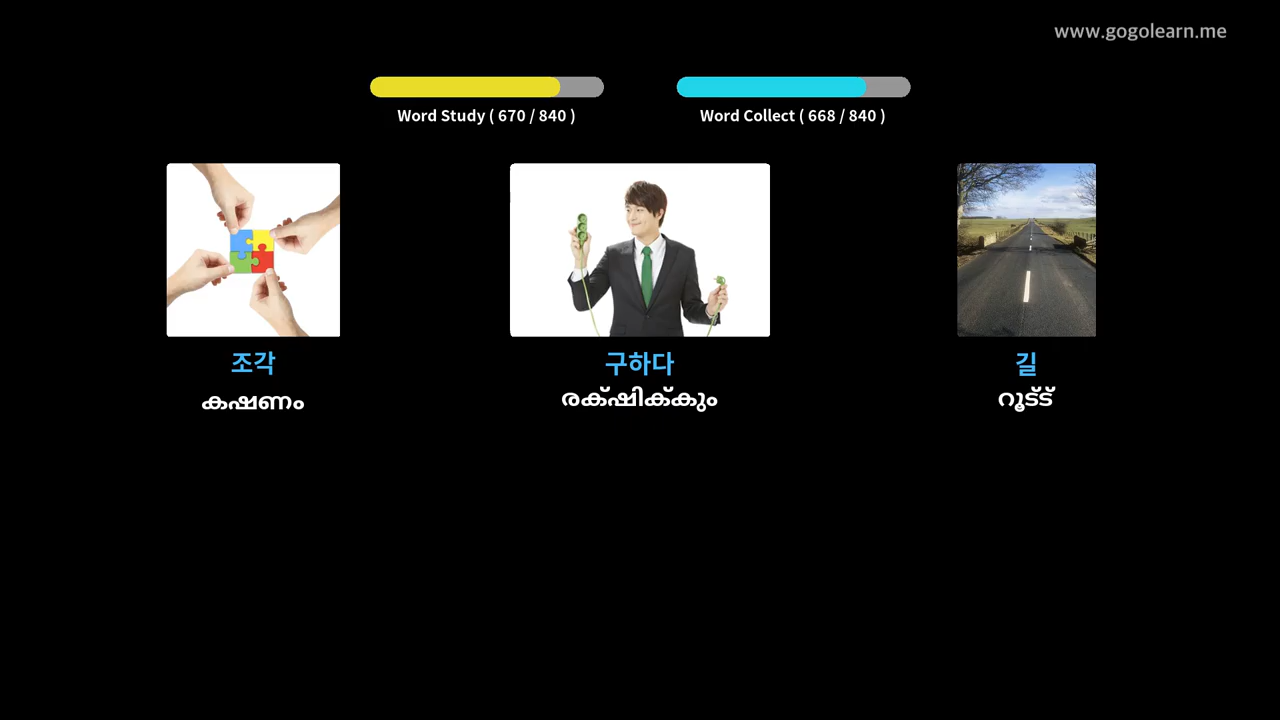 www.gogolearn.me
Word Study ( 670 / 840 )
Word Collect ( 668 / 840 )
조각
구하다
길
കഷണം
രക്ഷിക്കും
റൂട്ട്